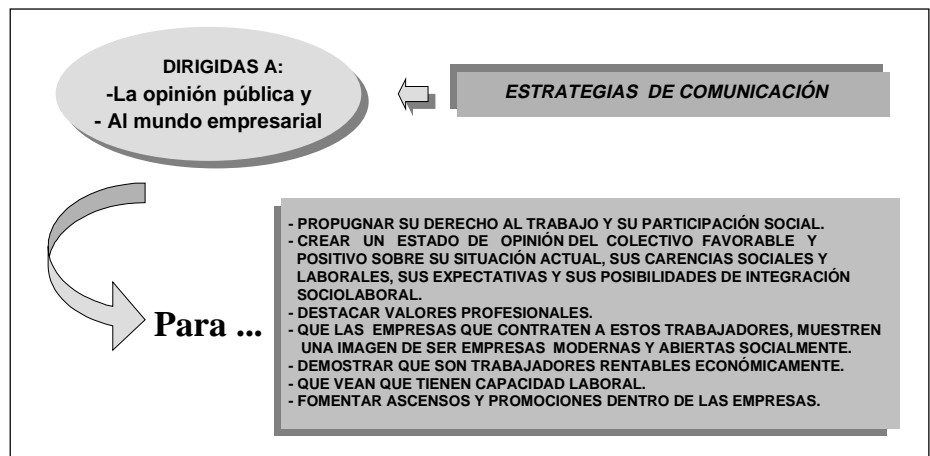 DIRIGIDAS A:
-La opinión pública y
- Al mundo empresarial
ESTRATEGIAS DE COMUNICACIÓN
Para ...
- PROPUGNAR SU DERECHO AL TRABAJO Y SU PARTICIPACIÓN SOCIAL.
- CREAR UN ESTADO DE OPINIÓN DEL COLECTIVO FAVORABLE Y
POSITIVO SOBRE SU SITUACIÓN ACTUAL, SUS CARENCIAS SOCIALES Y
LABORALES, SUS EXPECTATIVAS Y SUS POSIBILIDADES DE INTEGRACIÓN
SOCIOLABORAL.
- DESTACAR VALORES PROFESIONALES.
- QUE LAS EMPRESAS QUE CONTRATEN A ESTOS TRABAJADORES, MUESTREN
UNA IMAGEN DE SER EMPRESAS MODERNAS Y ABIERTAS SOCIALMENTE.
- DEMOSTRAR QUE SON TRABAJADORES RENTABLES ECONÓMICAMENTE.
- QUE VEAN QUE TIENEN CAPACIDAD LABORAL.
- FOMENTAR ASCENSOS Y PROMOCIONES DENTRO DE LAS EMPRESAS.